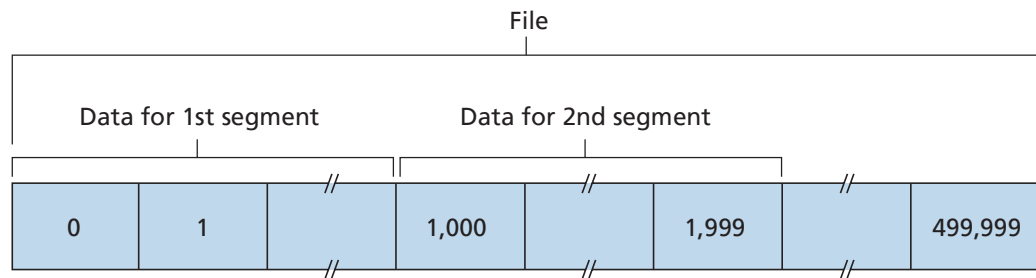 File
Data for 1st segment
Data for 2nd segment
0
1
1,000
1,999
499,999